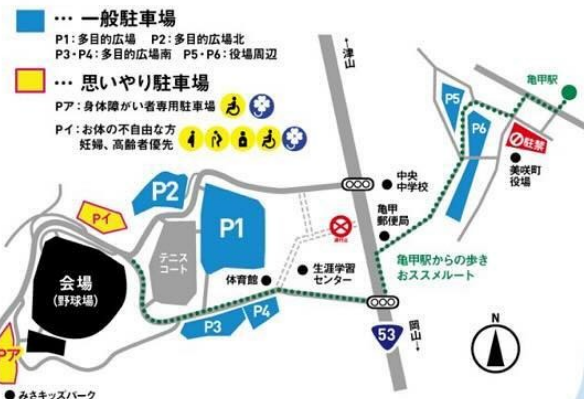 … 一般駐車場
P1:多目的広場 P2:多目的広場北
P3・P4:多目的広場南 P5・P6:役場周辺
… 思いやり駐車場
Pア:身体障がい者専用駐車場
Pイ:お体の不自由な方
妊婦、高齢者優先
津山
亀甲駅
P5
P6
駐禁
美咲町
役場
中央
中学校
P2
Pイ
P1
亀甲
郵便局
テニス
コート
亀甲駅からの歩き
おススメルート
会場
(野球場)
体育館
生涯学習
センター
P3
P4
53
岡山
N
Pア
みさキッズパーク